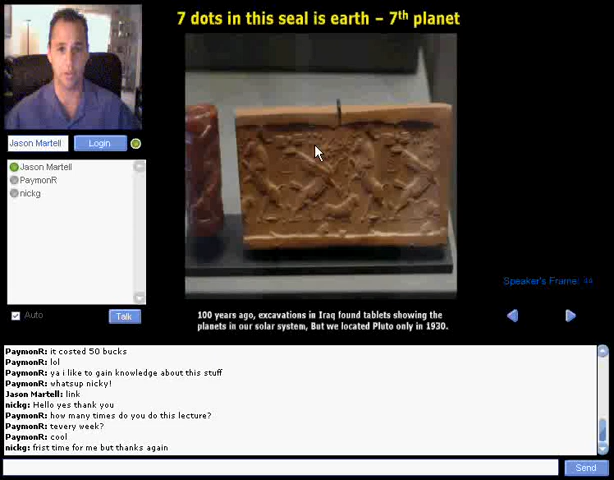 7 dots in this seal is earth – 7th planet
Jason Martell
Login
Jason Martell
PaymonR
nickg
Speaker's Frame: 44
Auto
Talk
100 years ago, excavations in Iraq found tablets showing the
planets in our solar system, But we located Pluto only in 1930.
PaymonR: it costed 50 bucks
PaymonR: lol
PaymonR: ya i like to gain knowledge about this stuff
PaymonR: whatsup nicky!
Jason Martell: link
nickg: Hello yes thank you
PaymonR: how many times do you do this lecture?
PaymonR: tevery week?
PaymonR: cool
nickg: frist time for me but thanks again
Send